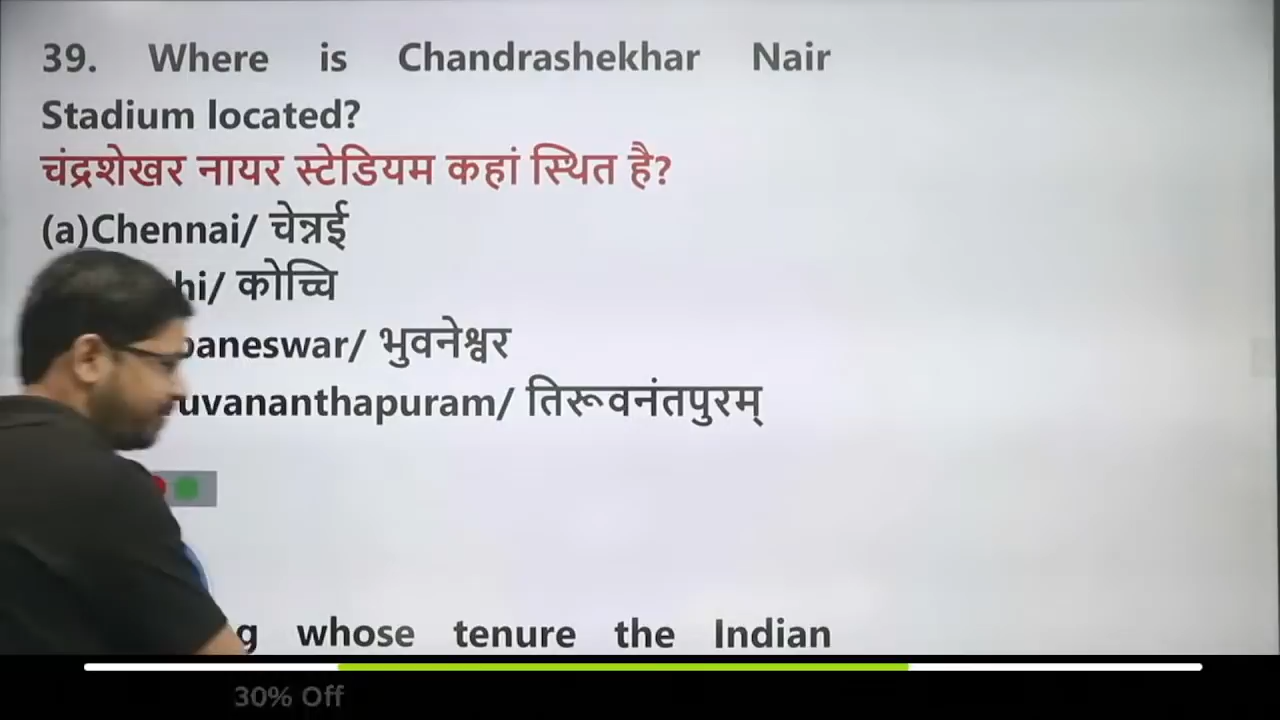 39. Where is Chandrashekhar Nair
Stadium located?
चंद्रशेखर नायर स्टेडियम कहां स्थित है?
(a)Chennai/ चेन्नई
hi/ कोच्चि
baneswar/ भुवनेश्वर
uvananthapuram/ तिरूवनंतपुरम्
g whose tenure the Indian
30% Off